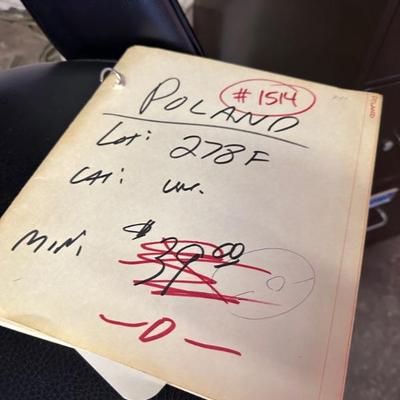 # 1514
POLAND
Lot: 278F
CAT: un.
MIN. $39.00
—0—
POLAND